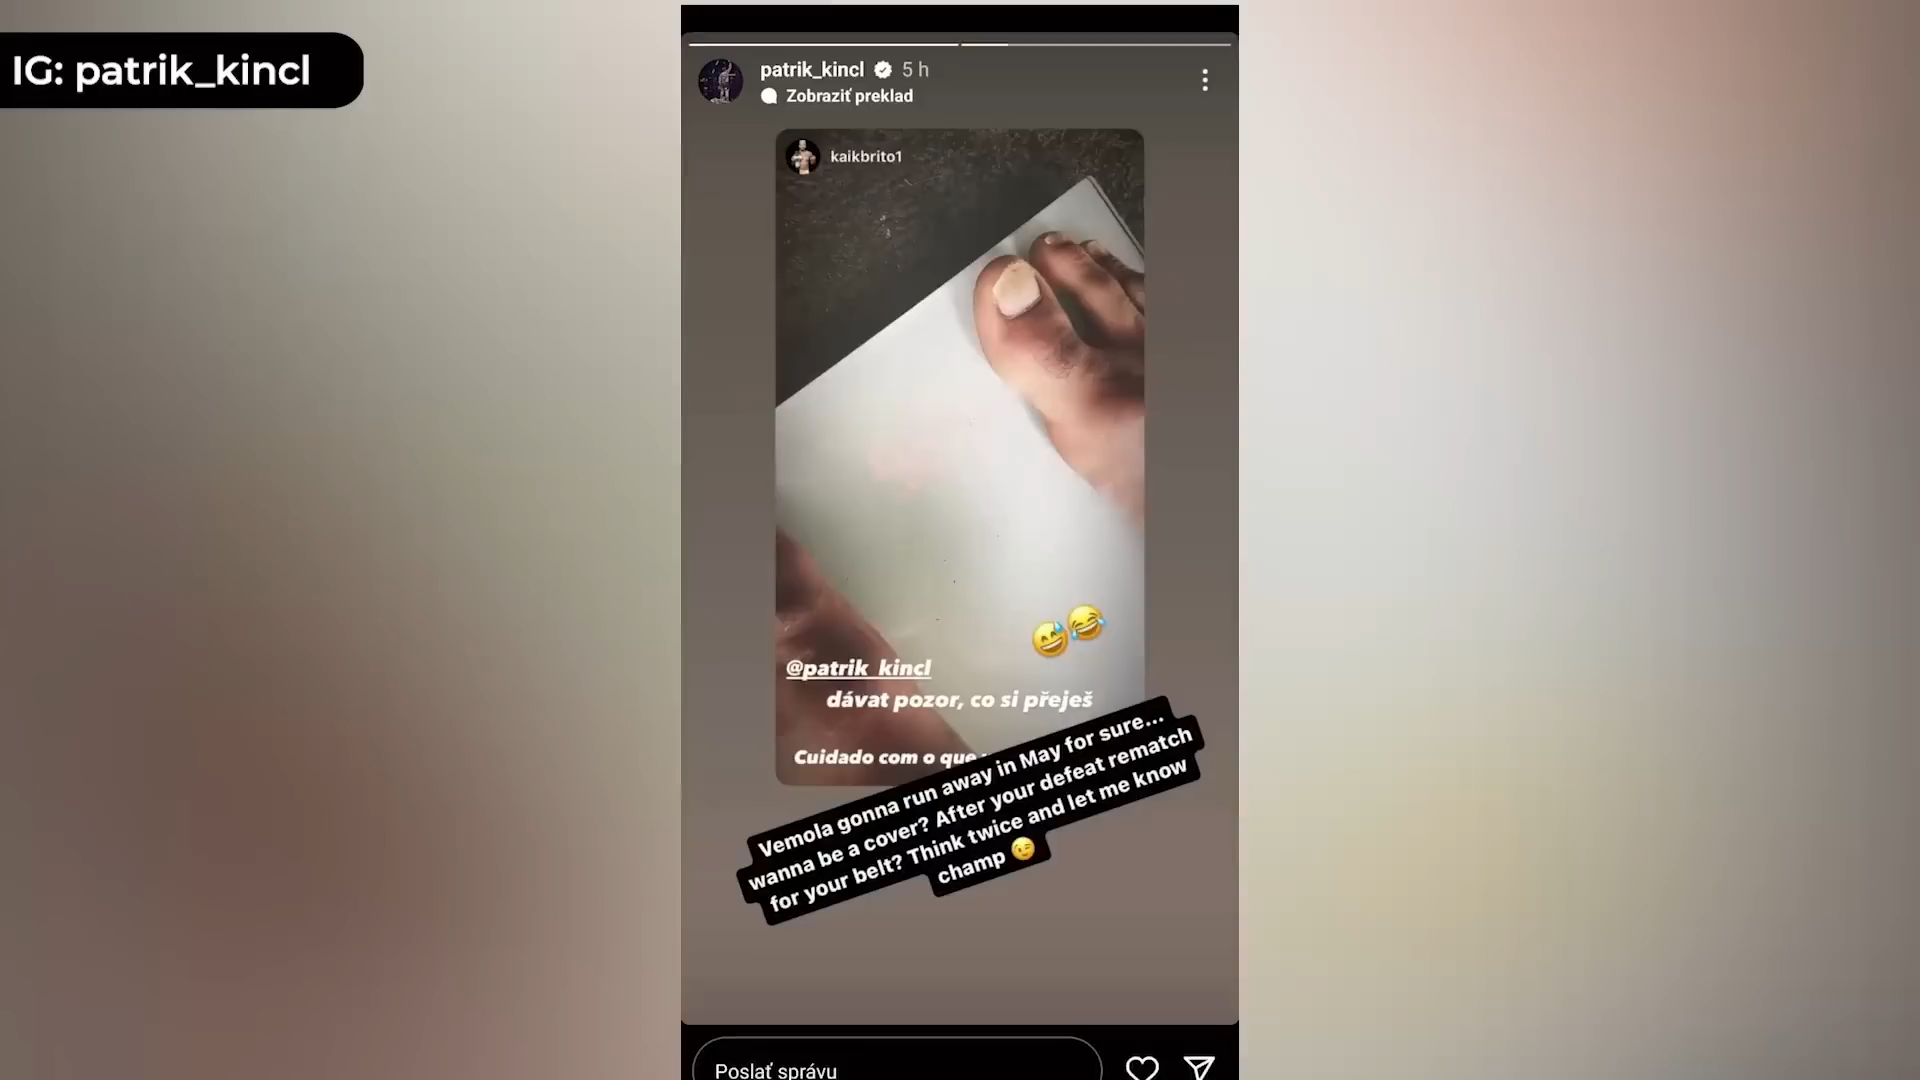 IG: patrik_kincl
patrik_kincl 5 h
Zobraziť preklad
kaikbrito1
@patrik_kincl
dávat pozor, co si přeješ
Cuidado com o que
Vemola gonna run away in May for sure...
wanna be a cover? After your defeat rematch
for your belt? Think twice and let me know
champ 😉
Poslať správu